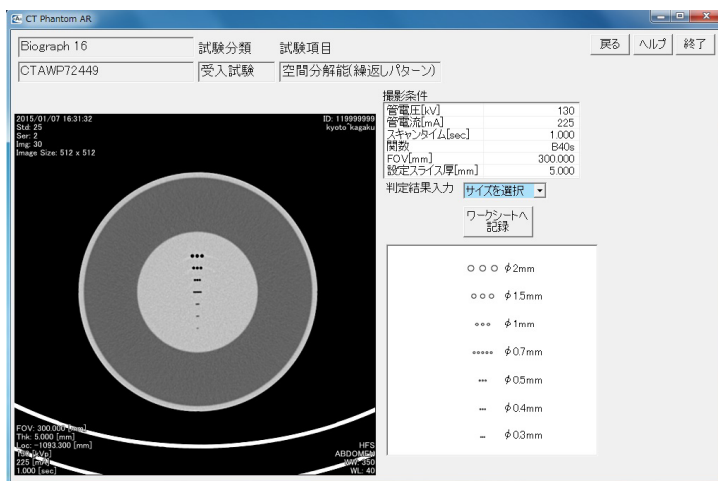 CT Phantom AR
Biograph 16
試験分類
試験項目
戻る
ヘルプ
終了
CTAWP72449
受入試験
空間分解能(繰返しパターン)
撮影条件
管電圧[kV] 130
管電流[mA] 225
スキャンタイム[sec] 1.000
関数 B40s
FOV[mm] 300.000
設定スライス厚[mm] 5.000
判定結果入力 サイズを選択
ワークシートへ
記録
2015/01/07 16:31:32
Std: 25
Ser: 2
Img: 30
Image Size: 512 x 512
ID: 119999999
kyoto^kagaku
FOV: 300.000 [mm]
Thk: 5.000 [mm]
Loc: -1093.300 [mm]
130 [kVp]
225 [mA]
1.000 [sec]
HFS
ABDOMEN
WW: 350
WL: 40
φ2mm
φ1.5mm
φ1mm
φ0.7mm
φ0.5mm
φ0.4mm
φ0.3mm